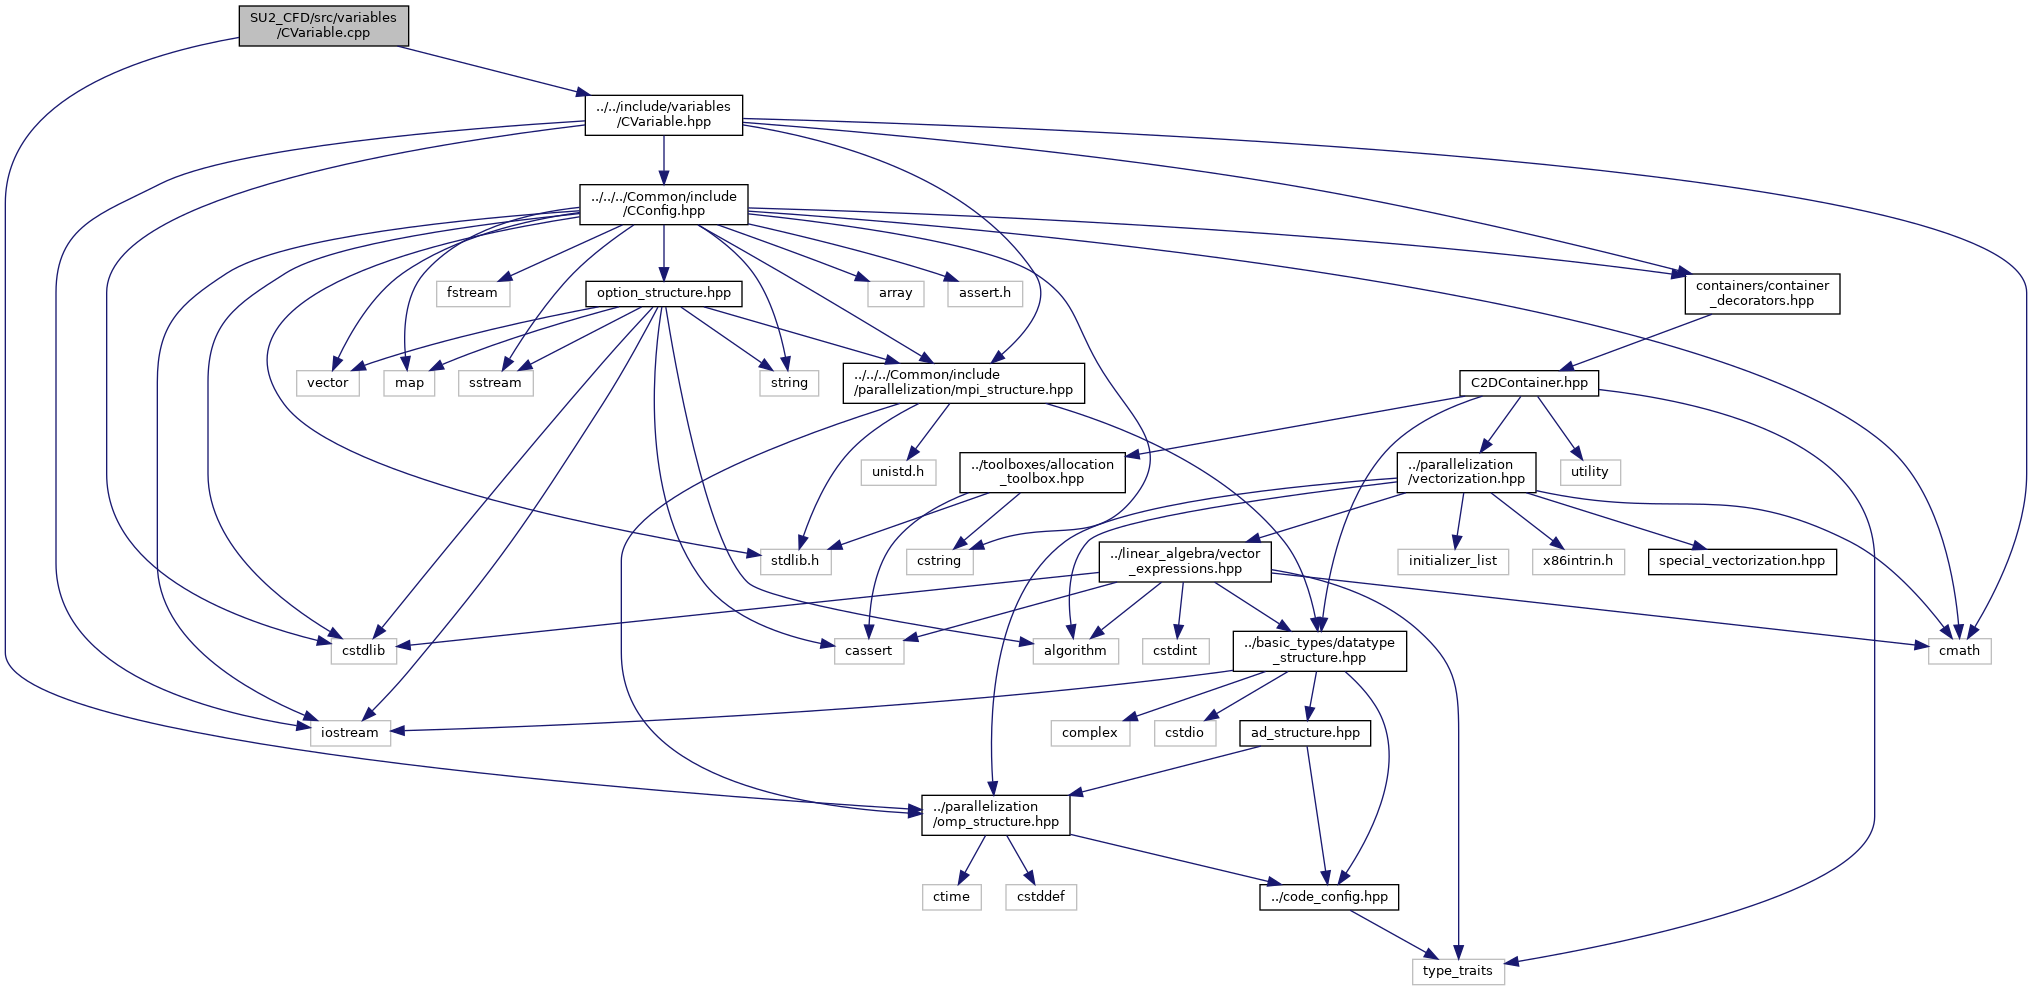 SU2_CFD/src/variables
/CVariable.cpp
../../include/variables
/CVariable.hpp
../../../Common/include
/CConfig.hpp
containers/container
_decorators.hpp
fstream
option_structure.hpp
array
assert.h
vector
map
sstream
string
../../../Common/include
/parallelization/mpi_structure.hpp
C2DContainer.hpp
unistd.h
../toolboxes/allocation
_toolbox.hpp
../parallelization
/vectorization.hpp
utility
stdlib.h
cstring
../linear_algebra/vector
_expressions.hpp
initializer_list
x86intrin.h
special_vectorization.hpp
cstdlib
cassert
algorithm
cstdint
../basic_types/datatype
_structure.hpp
cmath
iostream
complex
cstdio
ad_structure.hpp
../parallelization
/omp_structure.hpp
ctime
cstddef
../code_config.hpp
type_traits